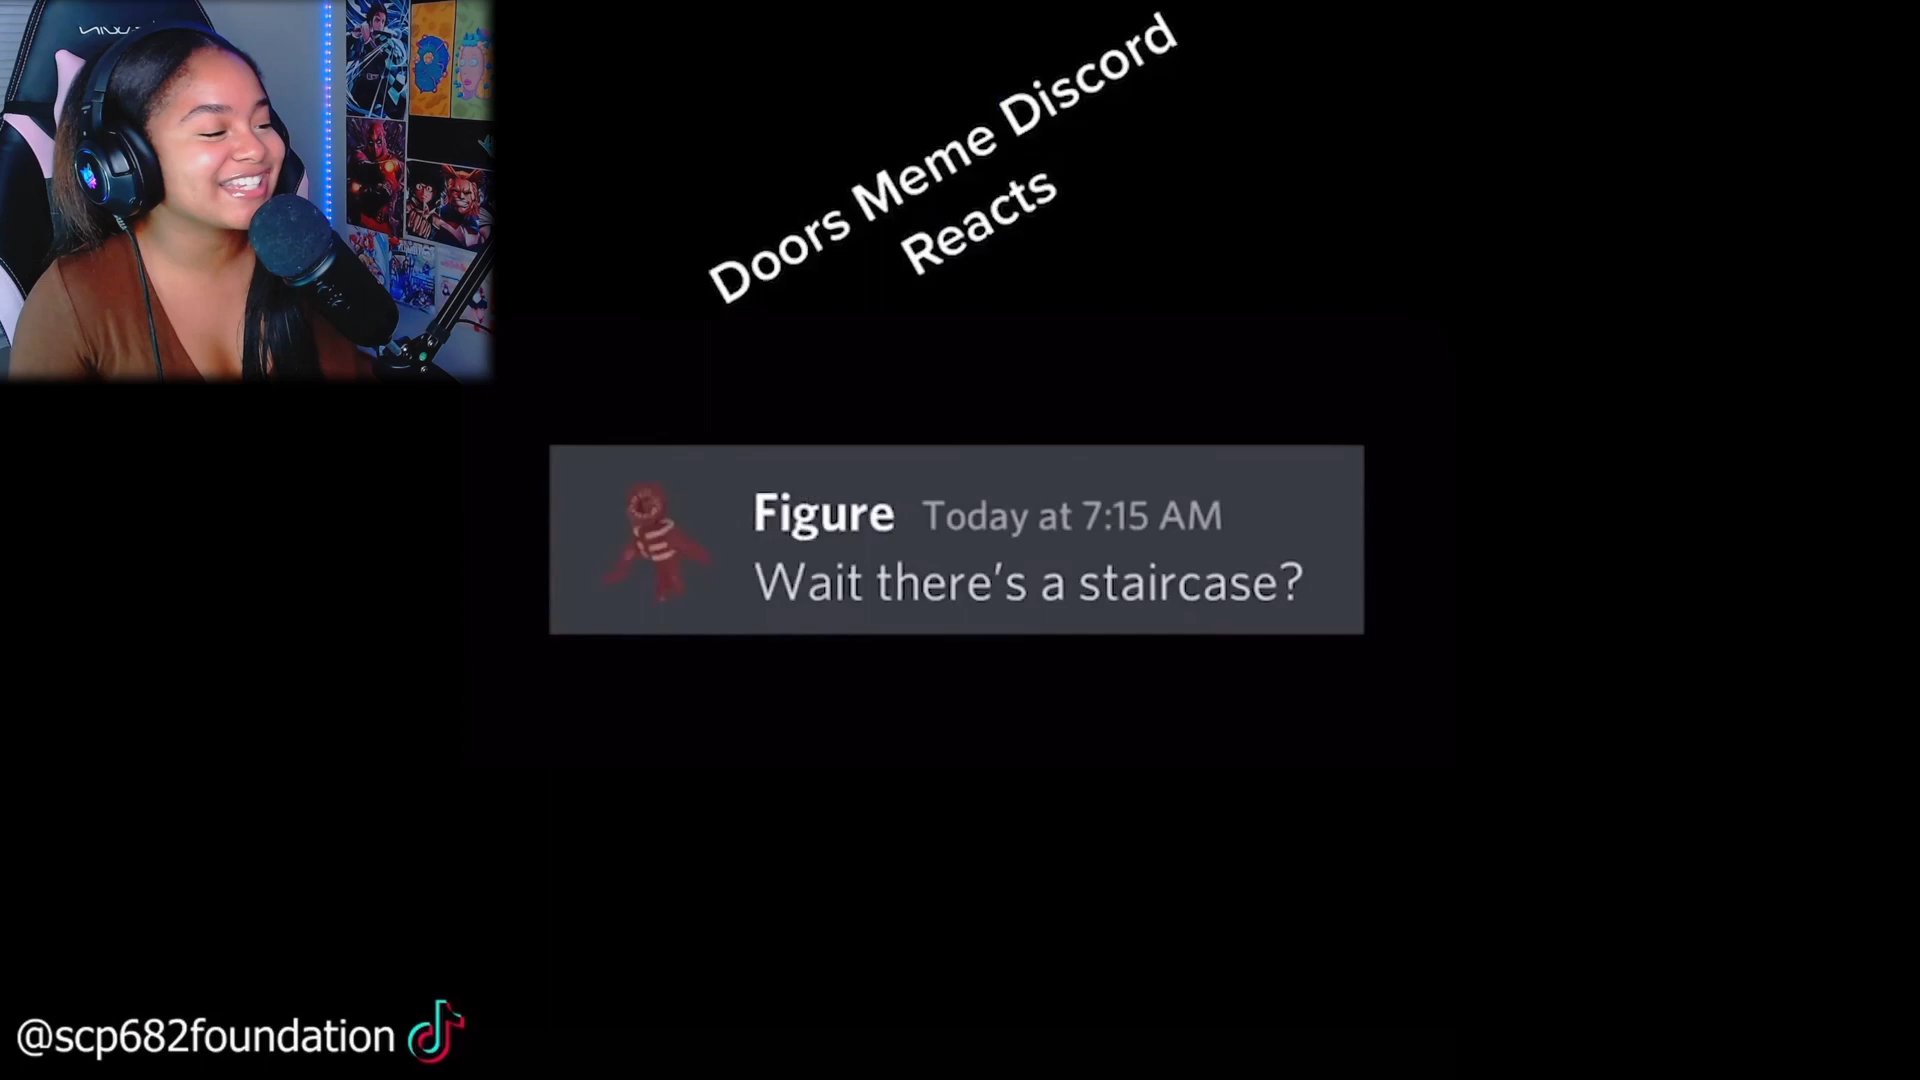 Doors Meme Discord
Reacts
Figure Today at 7:15 AM
Wait there's a staircase?
@scp682foundation